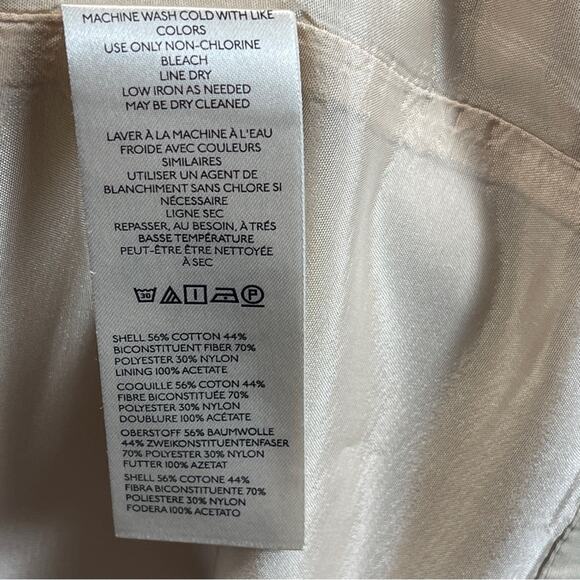 MACHINE WASH COLD WITH LIKE
COLORS
USE ONLY NON-CHLORINE
BLEACH
LINE DRY
LOW IRON AS NEEDED
MAY BE DRY CLEANED
LAVER À LA MACHINE À L'EAU
FROIDE AVEC COULEURS
SIMILAIRES
UTILISER UN AGENT DE
BLANCHIMENT SANS CHLORE SI
NÉCESSAIRE
LIGNE SEC
REPASSER, AU BESOIN, À TRÉS
BASSE TEMPÉRATURE
PEUT-ÊTRE ÊTRE NETTOYÉE
À SEC
30 P
SHELL 56% COTTON 44%
BICONSTITUENT FIBER 70%
POLYESTER 30% NYLON
LINING 100% ACETATE
COQUILLE 56% COTON 44%
FIBRE BICONSTITUÉE 70%
POLYESTER 30% NYLON
DOUBLURE 100% ACÉTATE
OBERSTOFF 56% BAUMWOLLE
44% ZWEIKONSTITUENTENFASER
70% POLYESTER 30% NYLON
FUTTER 100% AZETAT
SHELL 56% COTONE 44%
FIBRA BICONSTITUENTE 70%
POLIESTERE 30% NYLON
FODERA 100% ACETATO